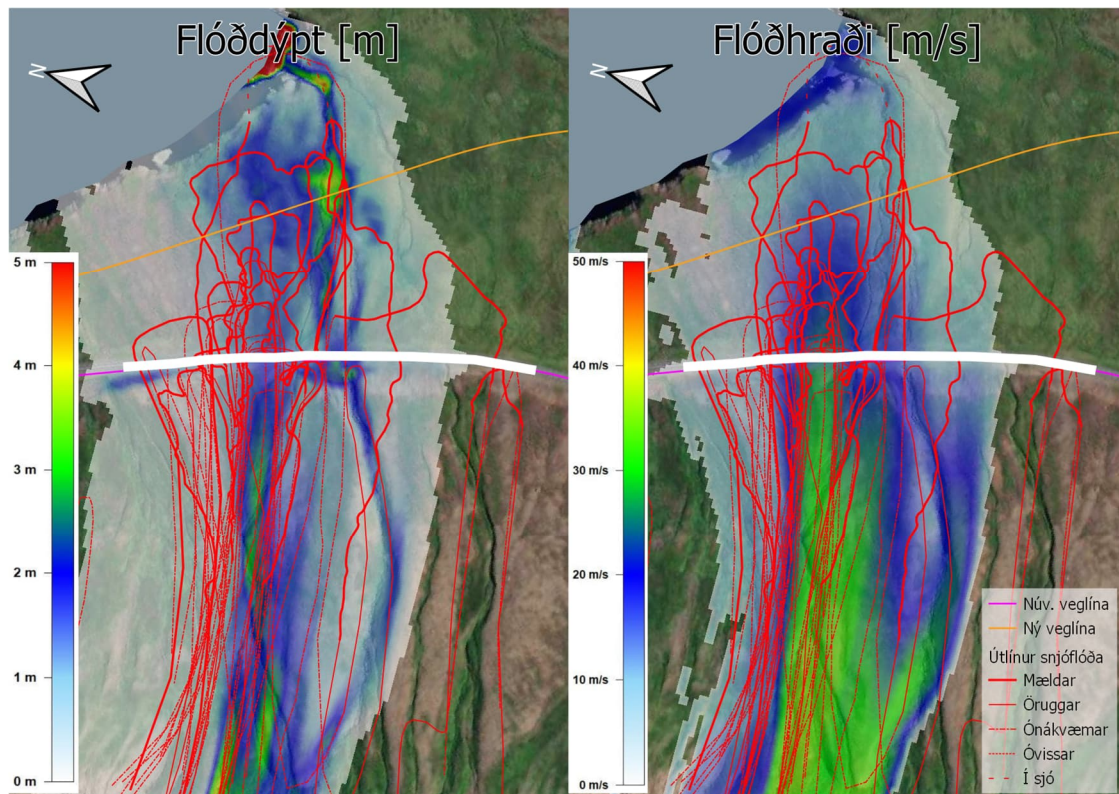 Flóðdýpt [m]
N
5 m
4 m
3 m
2 m
1 m
0 m
Flóðhraði [m/s]
N
50 m/s
40 m/s
30 m/s
20 m/s
10 m/s
0 m/s
Núv. veglína
Ný veglína
Útlínur snjóflóða
Mældar
Öruggar
Ónákvæmar
Óvissar
Í sjó